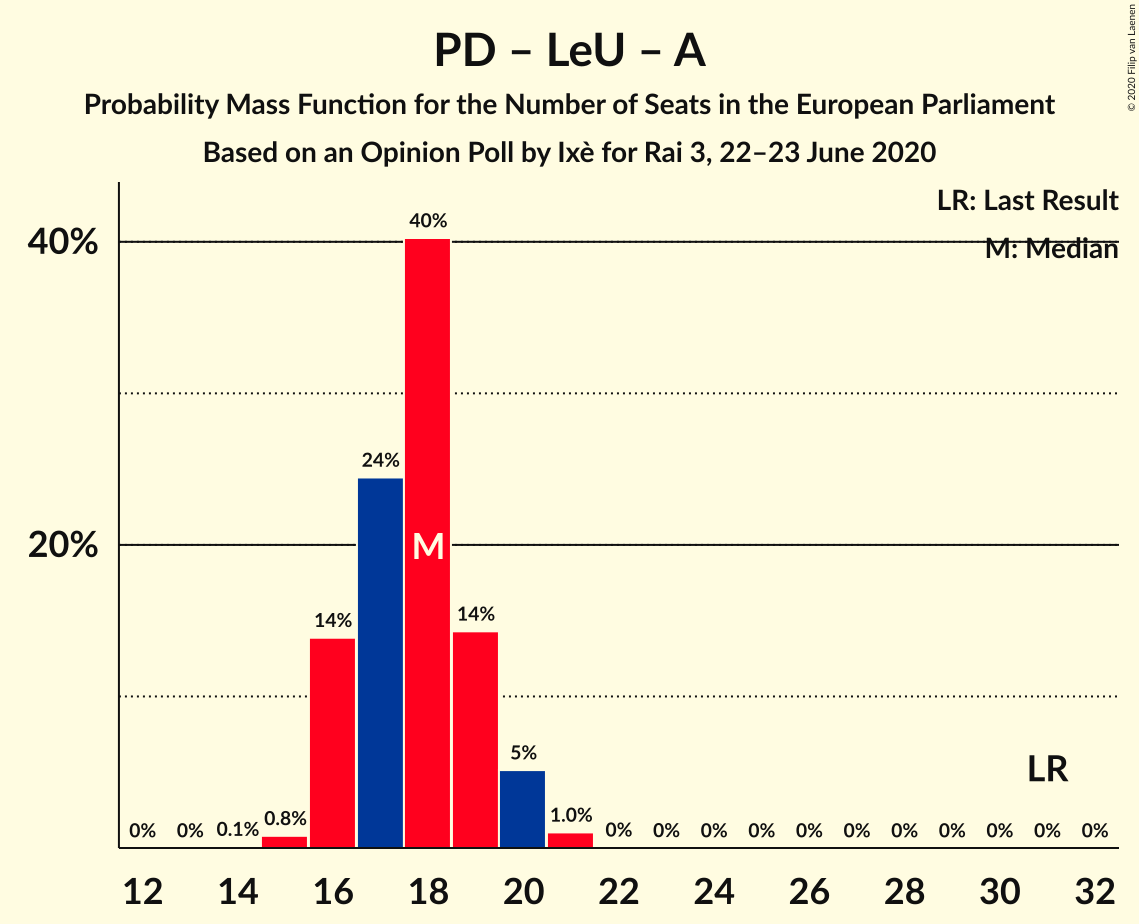 PD – LeU – A
Probability Mass Function for the Number of Seats in the European Parliament
Based on an Opinion Poll by Ixè for Rai 3, 22–23 June 2020
© 2020 Filip van Laenen
LR: Last Result
M: Median
40%
20%
0% 0% 0.1% 0.8% 14% 24% 40% 14% 5% 1.0% 0% 0% 0% 0% 0% 0% 0% 0% 0% 0% 0%
M
LR
12 14 16 18 20 22 24 26 28 30 32